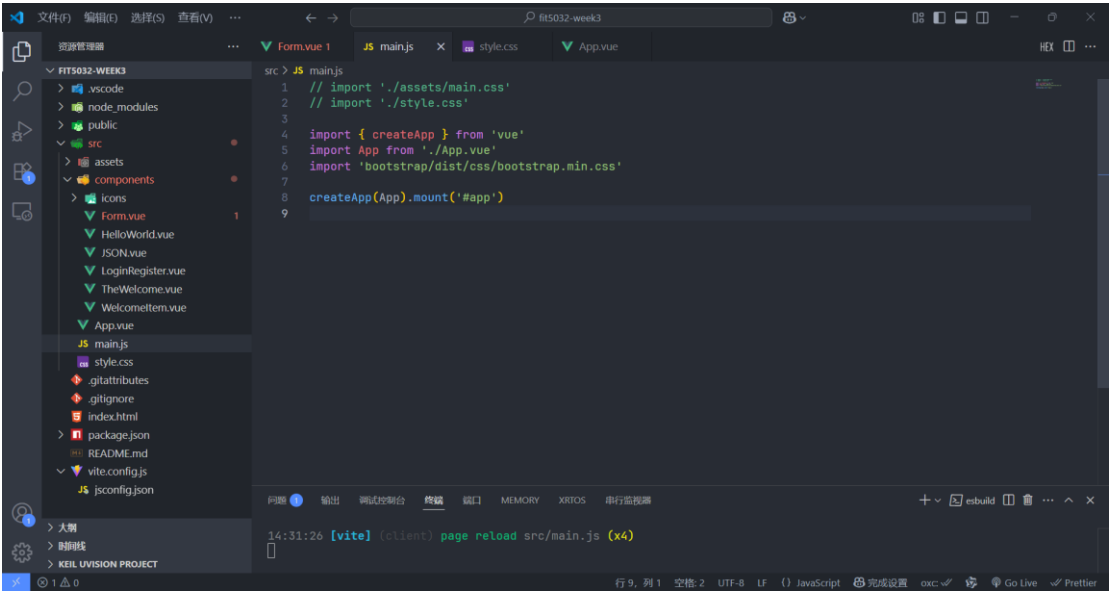 文件(F) 编辑(E) 选择(S) 查看(V) ··· fit5032-week3
资源管理器 ···
FIT5032-WEEK3
.vscode
node_modules
public
src
assets
components
icons
Form.vue 1
HelloWorld.vue
JSON.vue
LoginRegister.vue
TheWelcome.vue
WelcomeItem.vue
App.vue
JS main.js
css style.css
.gitattributes
.gitignore
index.html
package.json
README.md
vite.config.js
JS jsconfig.json
大纲
时间线
KEIL UVISION PROJECT
Form.vue 1 JS main.js × css style.css App.vue HEX ···
src > JS main.js
1 // import './assets/main.css'
2 // import './style.css'
3
4 import { createApp } from 'vue'
5 import App from './App.vue'
6 import 'bootstrap/dist/css/bootstrap.min.css'
7
8 createApp(App).mount('#app')
9
问题 1 输出 调试控制台 终端 端口 MEMORY XRTOS 串行监视器 esbuild ···
14:31:26 [vite] (client) page reload src/main.js (x4)
1 0 行 9，列 1 空格: 2 UTF-8 LF {} JavaScript 完成设置 oxc: Go Live Prettier